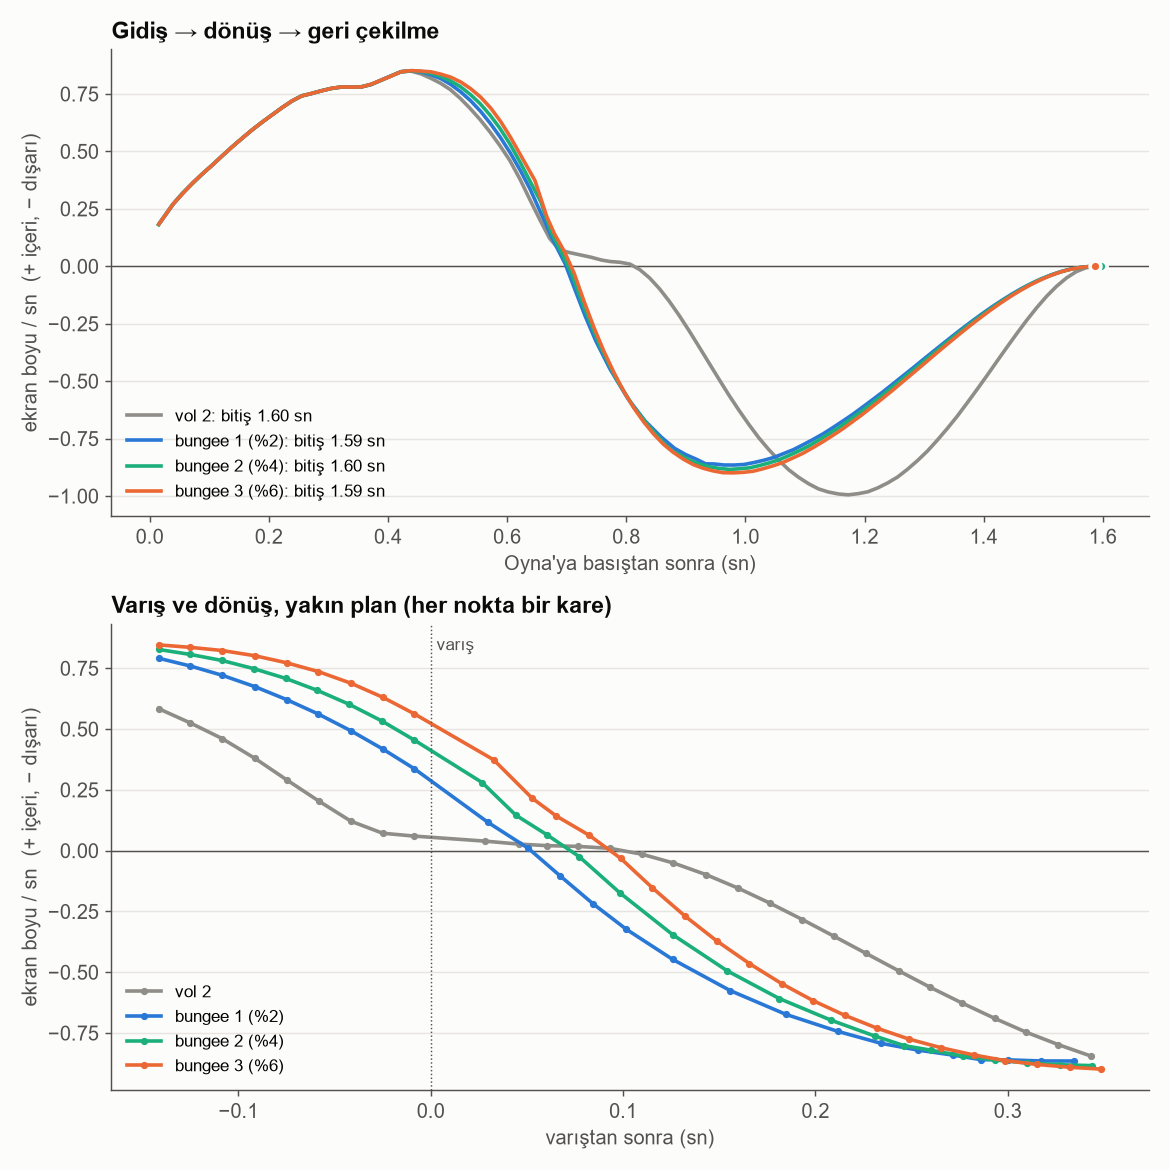 Gidiş → dönüş → geri çekilme
ekran boyu / sn (+ içeri, − dışarı)
0.75
0.50
0.25
0.00
−0.25
−0.50
−0.75
−1.00
vol 2: bitiş 1.60 sn
bungee 1 (%2): bitiş 1.59 sn
bungee 2 (%4): bitiş 1.60 sn
bungee 3 (%6): bitiş 1.59 sn
0.0 0.2 0.4 0.6 0.8 1.0 1.2 1.4 1.6
Oyna'ya basıştan sonra (sn)
Varış ve dönüş, yakın plan (her nokta bir kare)
varış
ekran boyu / sn (+ içeri, − dışarı)
0.75
0.50
0.25
0.00
−0.25
−0.50
−0.75
vol 2
bungee 1 (%2)
bungee 2 (%4)
bungee 3 (%6)
−0.1 0.0 0.1 0.2 0.3
varıştan sonra (sn)